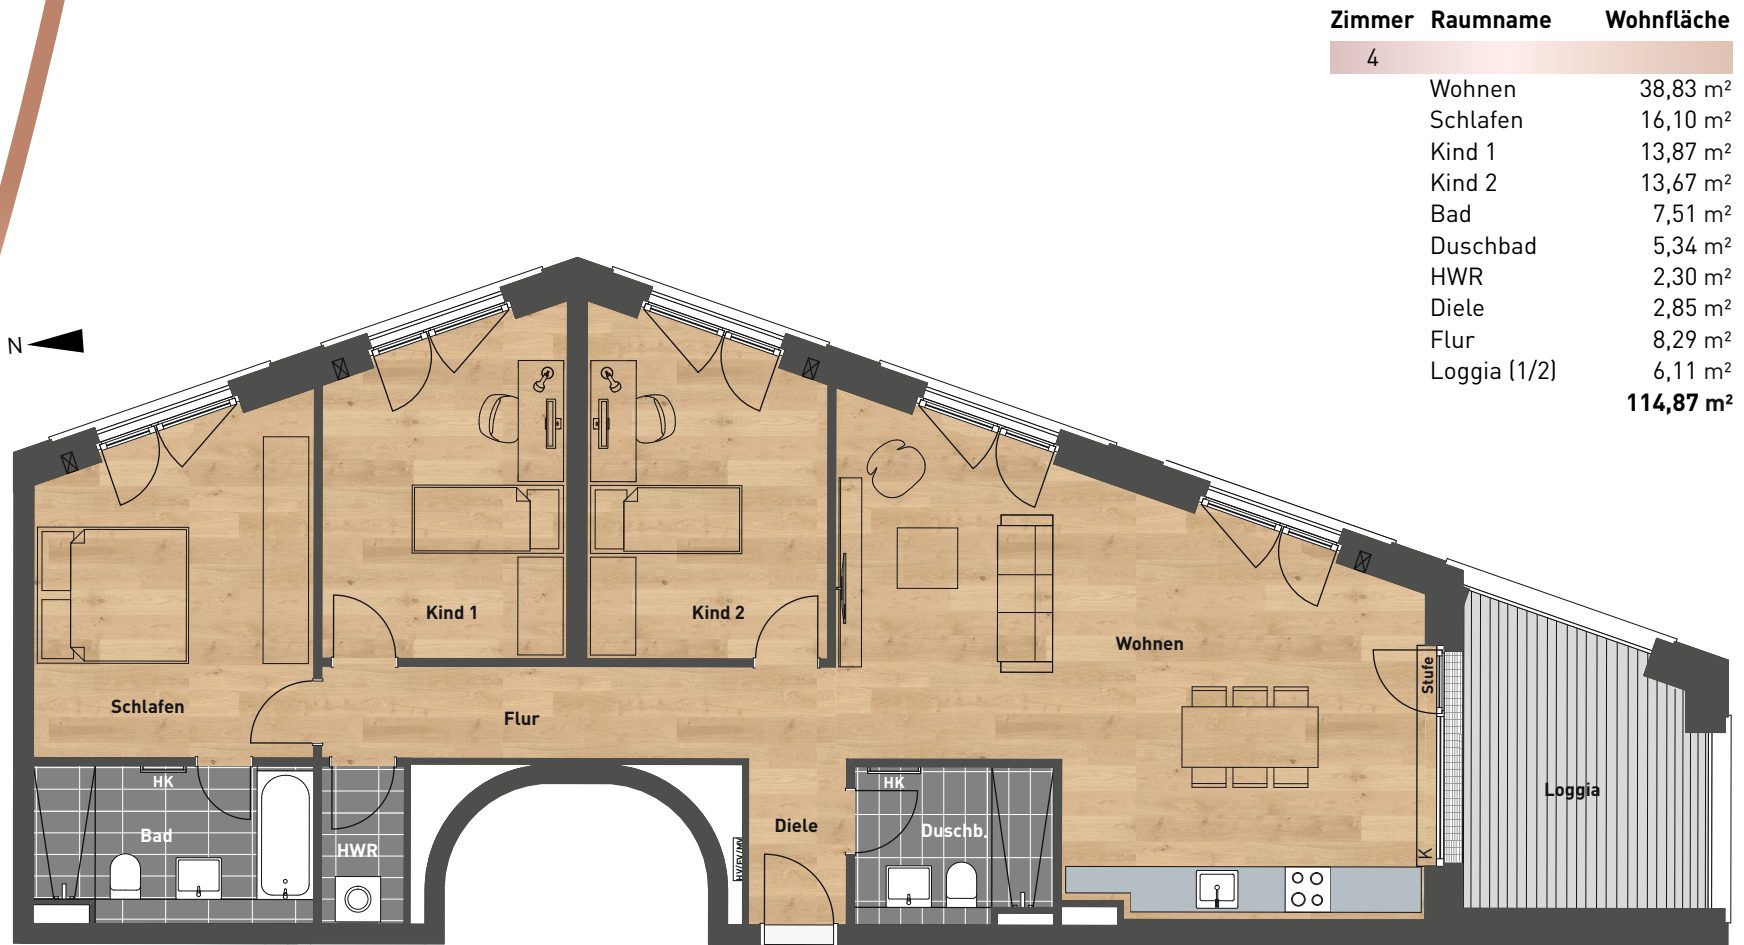 Zimmer Raumname Wohnfläche
4
Wohnen 38,83 m²
Schlafen 16,10 m²
Kind 1 13,87 m²
Kind 2 13,67 m²
Bad 7,51 m²
Duschbad 5,34 m²
HWR 2,30 m²
Diele 2,85 m²
Flur 8,29 m²
Loggia (1/2) 6,11 m²
114,87 m²
N
Kind 1
Kind 2
Wohnen
Stufe
Schlafen
Flur
HK
HK
Loggia
Bad
Diele
Duschb.
HWR
K